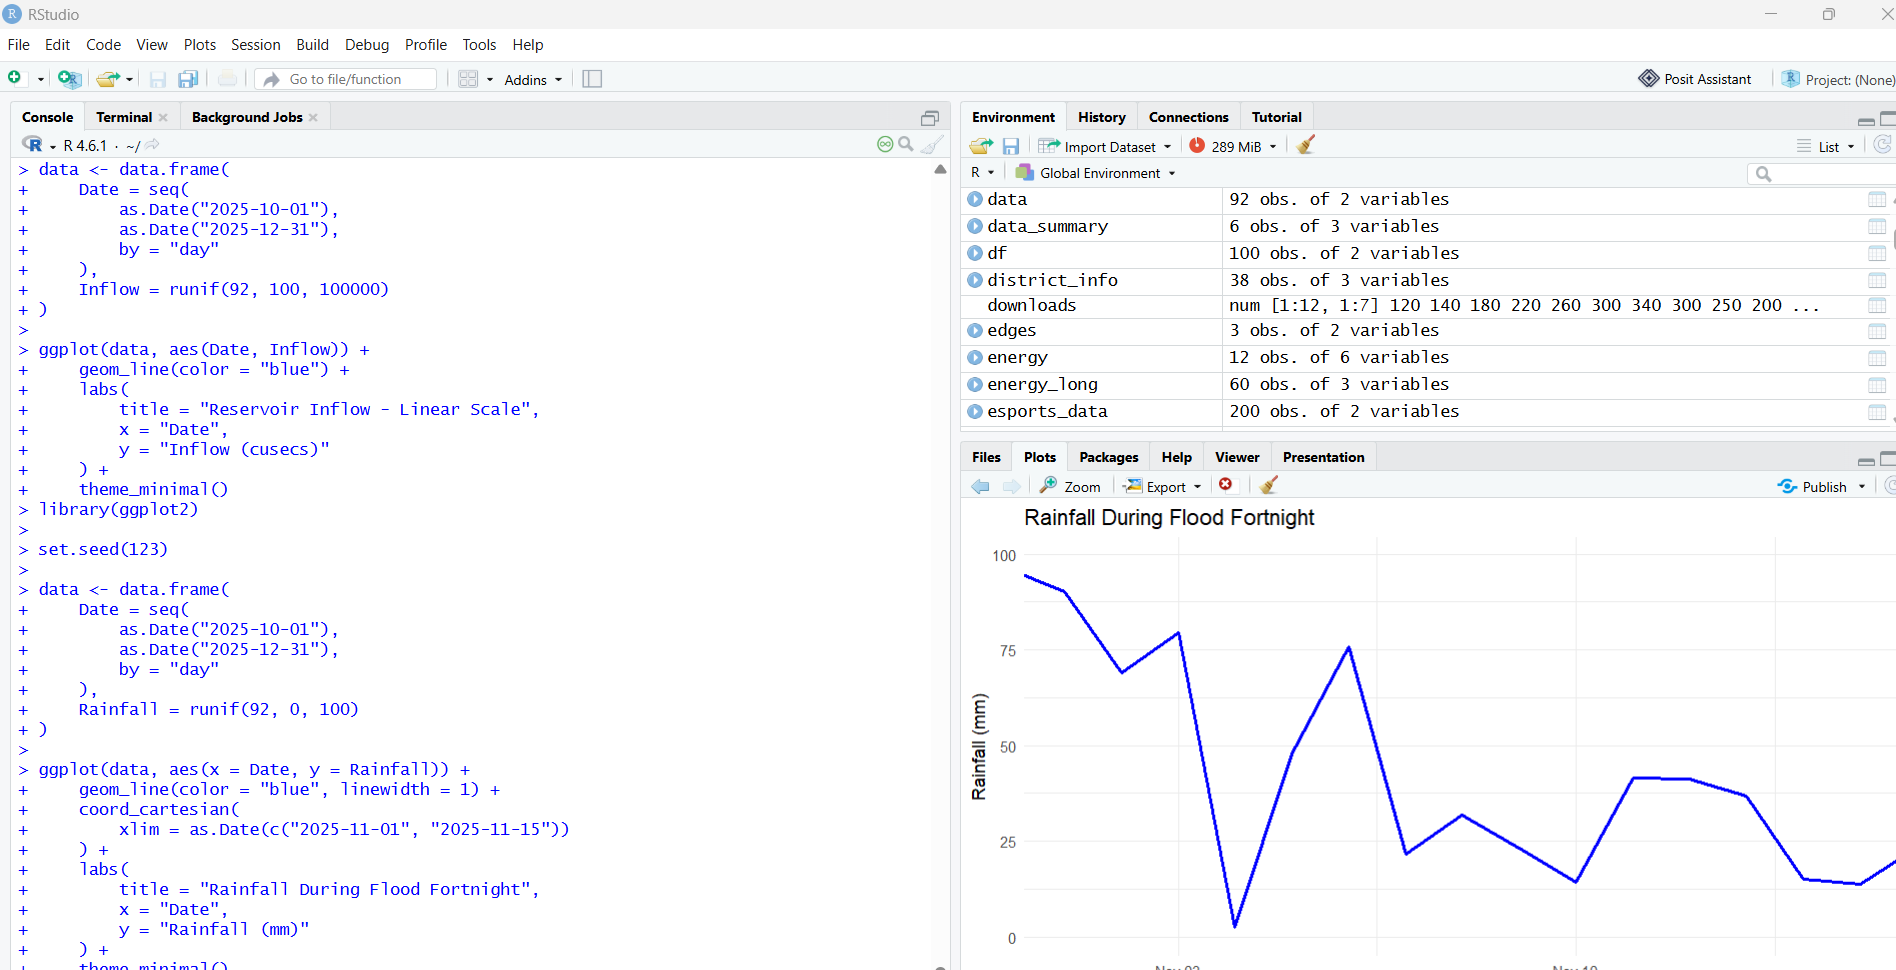 RStudio
File Edit Code View Plots Session Build Debug Profile Tools Help
Go to file/function Addins Posit Assistant Project: (None)
Console Terminal Background Jobs
R 4.6.1 · ~/
> data <- data.frame(
+     Date = seq(
+         as.Date("2025-10-01"),
+         as.Date("2025-12-31"),
+         by = "day"
+     ),
+     Inflow = runif(92, 100, 100000)
+ )
>
> ggplot(data, aes(Date, Inflow)) +
+     geom_line(color = "blue") +
+     labs(
+         title = "Reservoir Inflow - Linear Scale",
+         x = "Date",
+         y = "Inflow (cusecs)"
+     ) +
+     theme_minimal()
> library(ggplot2)
>
> set.seed(123)
>
> data <- data.frame(
+     Date = seq(
+         as.Date("2025-10-01"),
+         as.Date("2025-12-31"),
+         by = "day"
+     ),
+     Rainfall = runif(92, 0, 100)
+ )
>
> ggplot(data, aes(x = Date, y = Rainfall)) +
+     geom_line(color = "blue", linewidth = 1) +
+     coord_cartesian(
+         xlim = as.Date(c("2025-11-01", "2025-11-15"))
+     ) +
+     labs(
+         title = "Rainfall During Flood Fortnight",
+         x = "Date",
+         y = "Rainfall (mm)"
+     ) +
+     theme_minimal()
Environment History Connections Tutorial
Import Dataset 289 MiB List
R Global Environment
data 92 obs. of 2 variables
data_summary 6 obs. of 3 variables
df 100 obs. of 2 variables
district_info 38 obs. of 3 variables
downloads num [1:12, 1:7] 120 140 180 220 260 300 340 300 250 200 ...
edges 3 obs. of 2 variables
energy 12 obs. of 6 variables
energy_long 60 obs. of 3 variables
esports_data 200 obs. of 2 variables
Files Plots Packages Help Viewer Presentation
Zoom Export Publish
Rainfall During Flood Fortnight
100
75
50
25
0
Rainfall (mm)
Nov 03 Nov 10